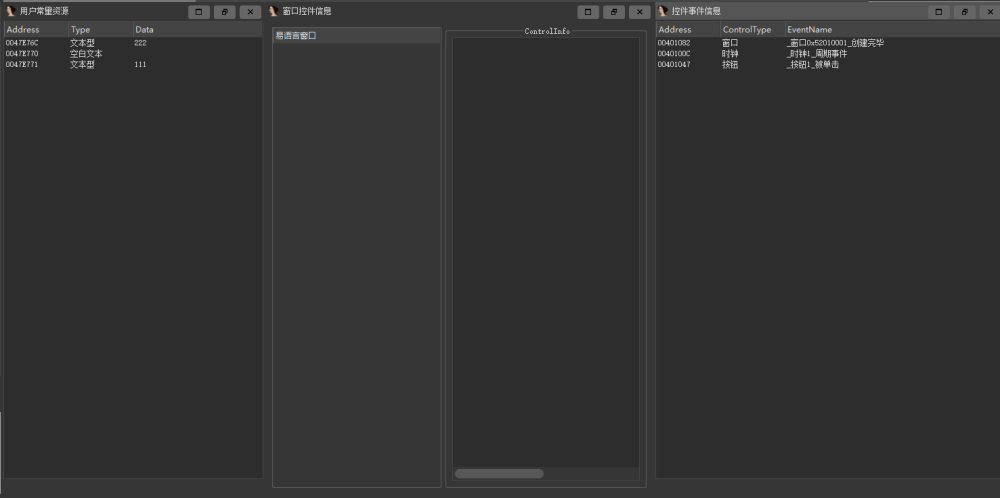 用户常量资源
Address Type Data
0047E76C 文本型 222
0047E770 空白文本
0047E771 文本型 111
窗口控件信息
易语言窗口
ControlInfo
控件事件信息
Address ControlType EventName
00401082 窗口 _窗口0x52010001_创建完毕
0040100C 时钟 _时钟1_周期事件
00401047 按钮 _按钮1_被单击